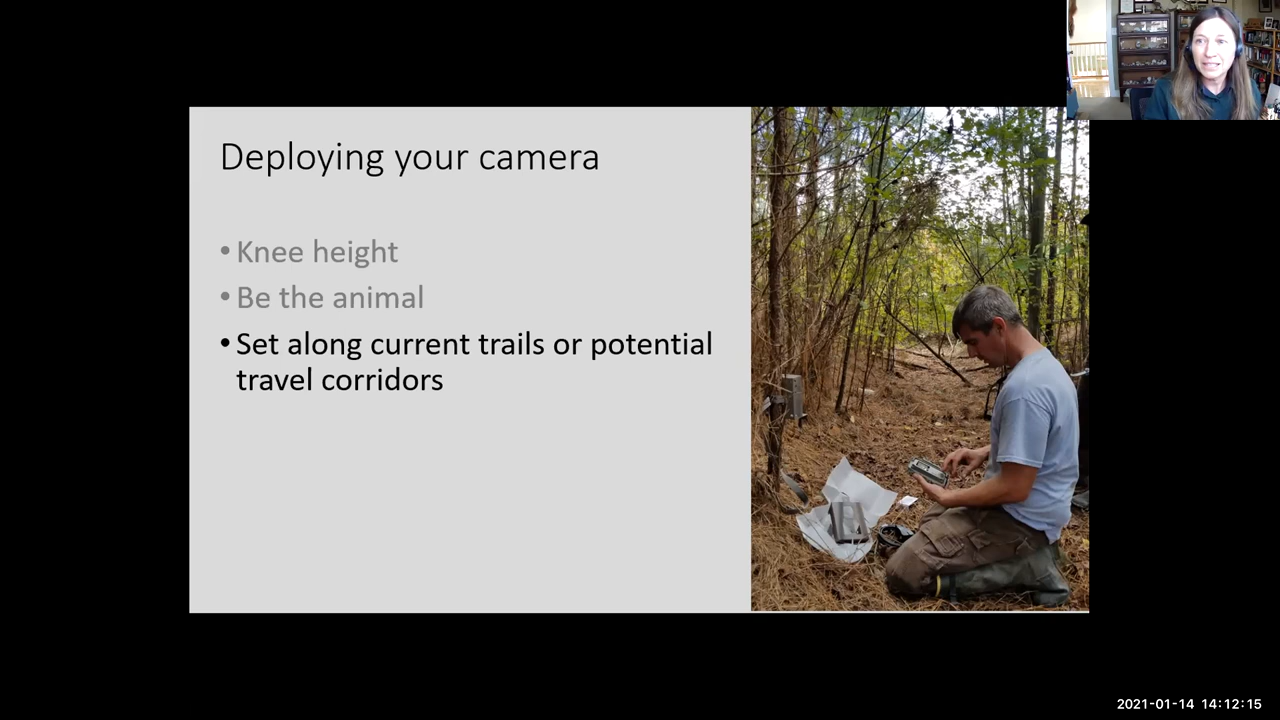 Deploying your camera
• Knee height
• Be the animal
• Set along current trails or potential
travel corridors
2021-01-14 14:12:15